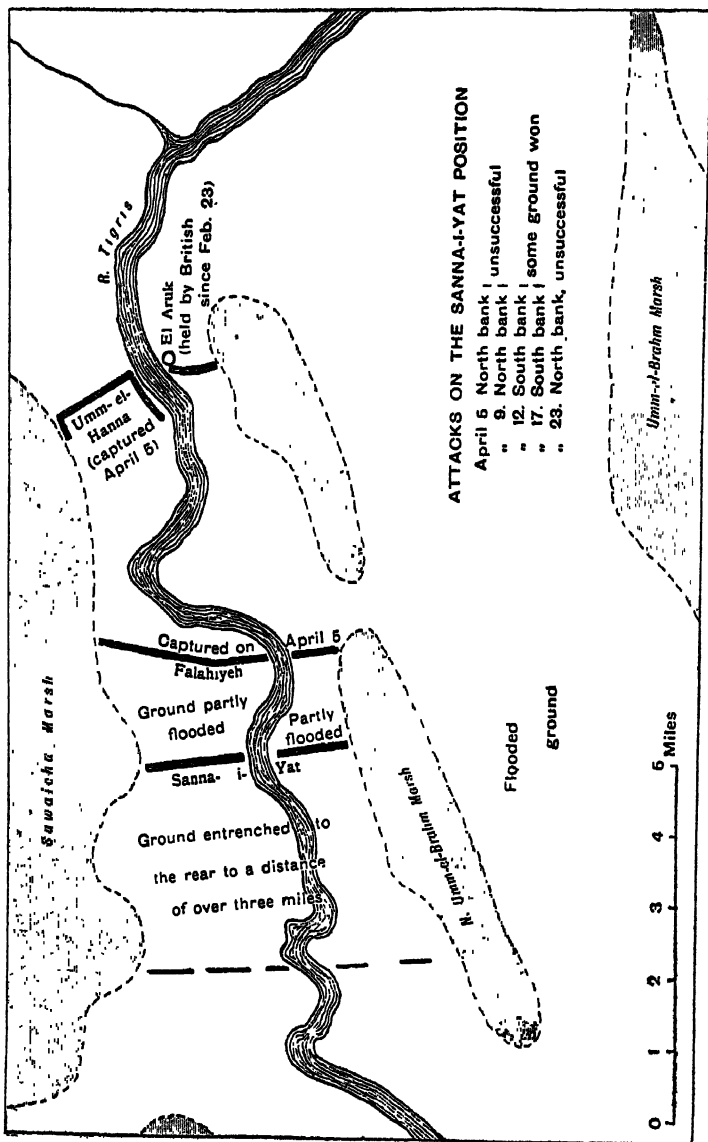 R. Tigris
Umm-el-
Hanna
(captured
April 5)
El Aruk
(held by British
since Feb. 23)
Sawaicha Marsh
Captured on April 5
Falahiyeh
Ground partly
flooded
Partly
flooded
Sanna-i-Yat
Ground entrenched to
the rear to a distance
of over three miles
N. Umm-el-Brahm Marsh
Flooded
ground
Umm-el-Brahm Marsh
ATTACKS ON THE SANNA-I-YAT POSITION
April 5 North bank } unsuccessful
" 9. North bank
" 12. South bank } some ground won
" 17. South bank
" 23. North bank, unsuccessful
0 1 2 3 4 5 Miles